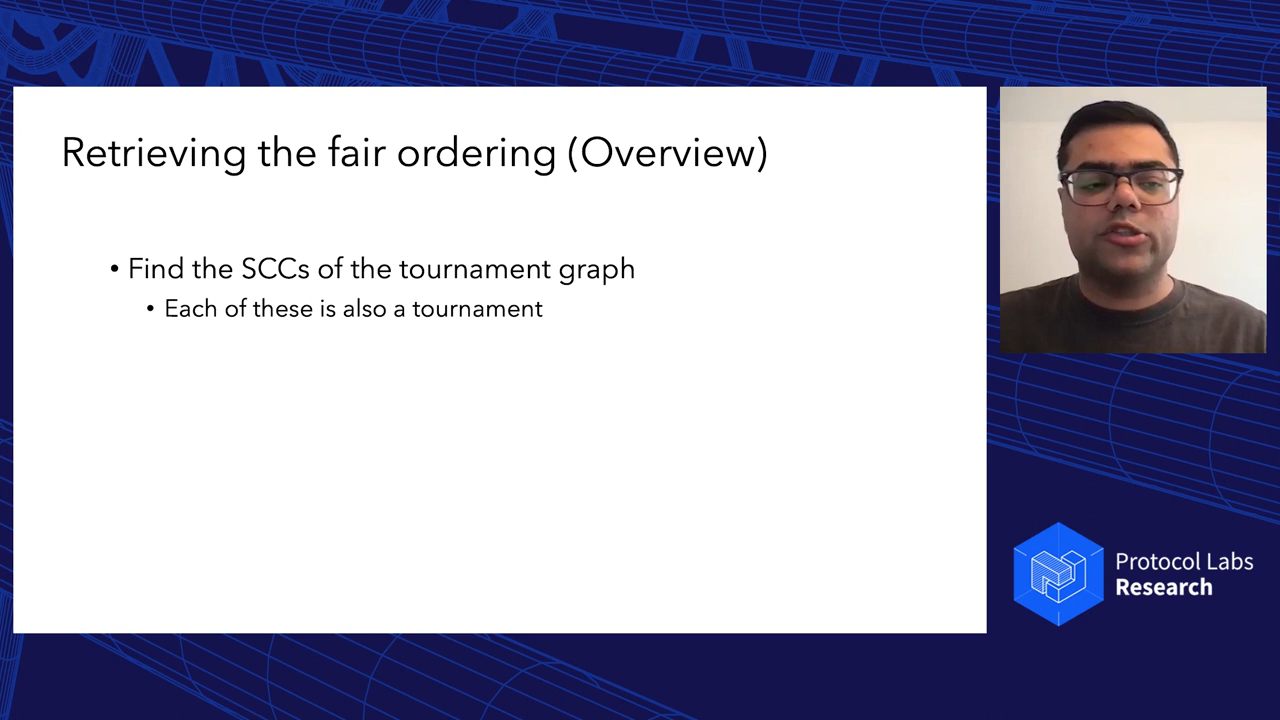 Retrieving the fair ordering (Overview)
• Find the SCCs of the tournament graph
• Each of these is also a tournament
Protocol Labs
Research